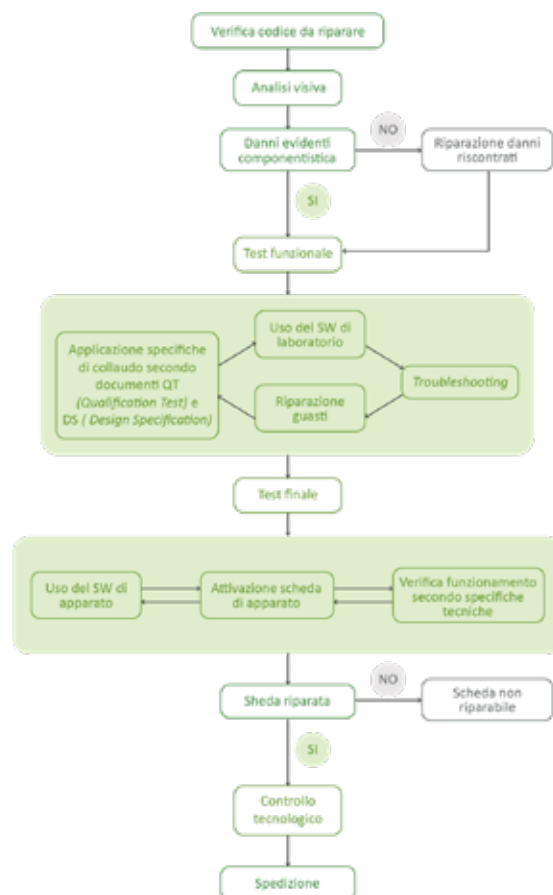 Verifica codice da riparare
Analisi visiva
Danni evidenti
componentistica
NO
Riparazione danni
riscontrati
SI
Test funzionale
Applicazione specifiche
di collaudo secondo
documenti QT
(Qualification Test) e
DS ( Design Specification)
Uso del SW di
laboratorio
Troubleshooting
Riparazione
guasti
Test finale
Uso del SW di
apparato
Attivazione scheda
di apparato
Verifica funzionamento
secondo specifiche
tecniche
Sheda riparata
NO
Scheda non
riparabile
SI
Controllo
tecnologico
Spedizione